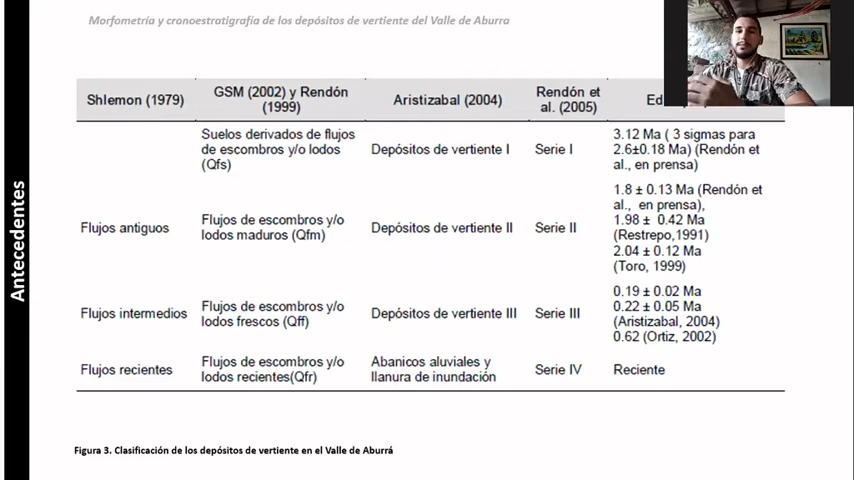 Morfometría y cronoestratigrafía de los depósitos de vertiente del Valle de Aburra
Antecedentes
Shlemon (1979)
GSM (2002) y Rendón
(1999)
Aristizabal (2004)
Rendón et
al. (2005)
Suelos derivados de flujos
de escombros y/o lodos
(Qfs)
Depósitos de vertiente I
Serie I
3.12 Ma ( 3 sigmas para
2.6±0.18 Ma) (Rendón et
al., en prensa)
Flujos antiguos
Flujos de escombros y/o
lodos maduros (Qfm)
Depósitos de vertiente II
Serie II
1.8 ± 0.13 Ma (Rendón et
al., en prensa),
1.98 ± 0.42 Ma
(Restrepo,1991)
2.04 ± 0.12 Ma
(Toro, 1999)
Flujos intermedios
Flujos de escombros y/o
lodos frescos (Qff)
Depósitos de vertiente III
Serie III
0.19 ± 0.02 Ma
0.22 ± 0.05 Ma
(Aristizabal, 2004)
0.62 (Ortiz, 2002)
Flujos recientes
Flujos de escombros y/o
lodos recientes(Qfr)
Abanicos aluviales y
llanura de inundación
Serie IV
Reciente
Figura 3. Clasificación de los depósitos de vertiente en el Valle de Aburrá